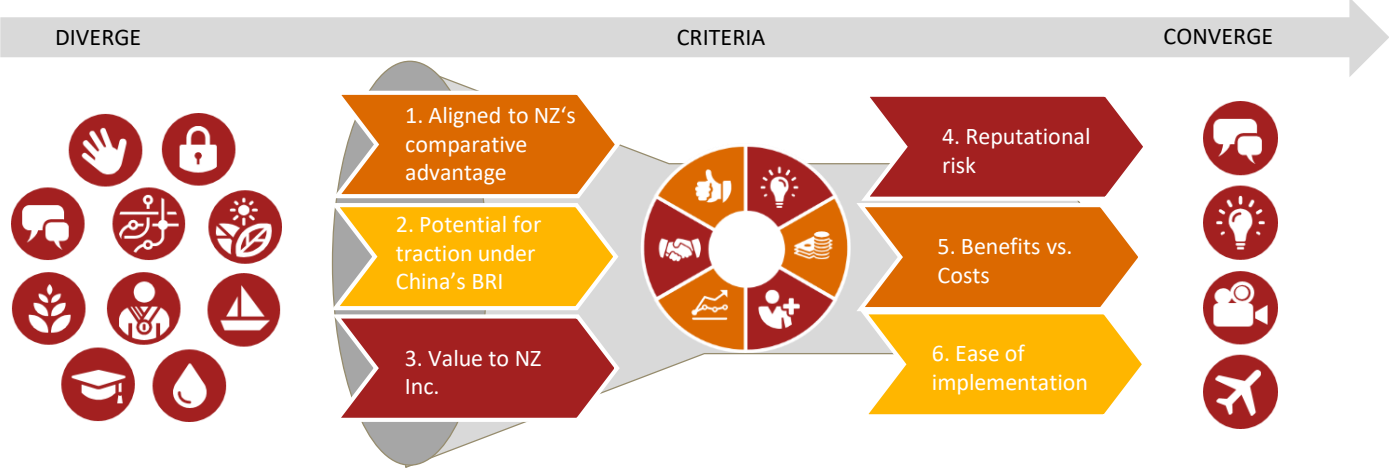 DIVERGE
CRITERIA
CONVERGE
1. Aligned to NZ‘s
comparative
advantage
2. Potential for
traction under
China’s BRI
3. Value to NZ
Inc.
4. Reputational
risk
5. Benefits vs.
Costs
6. Ease of
implementation